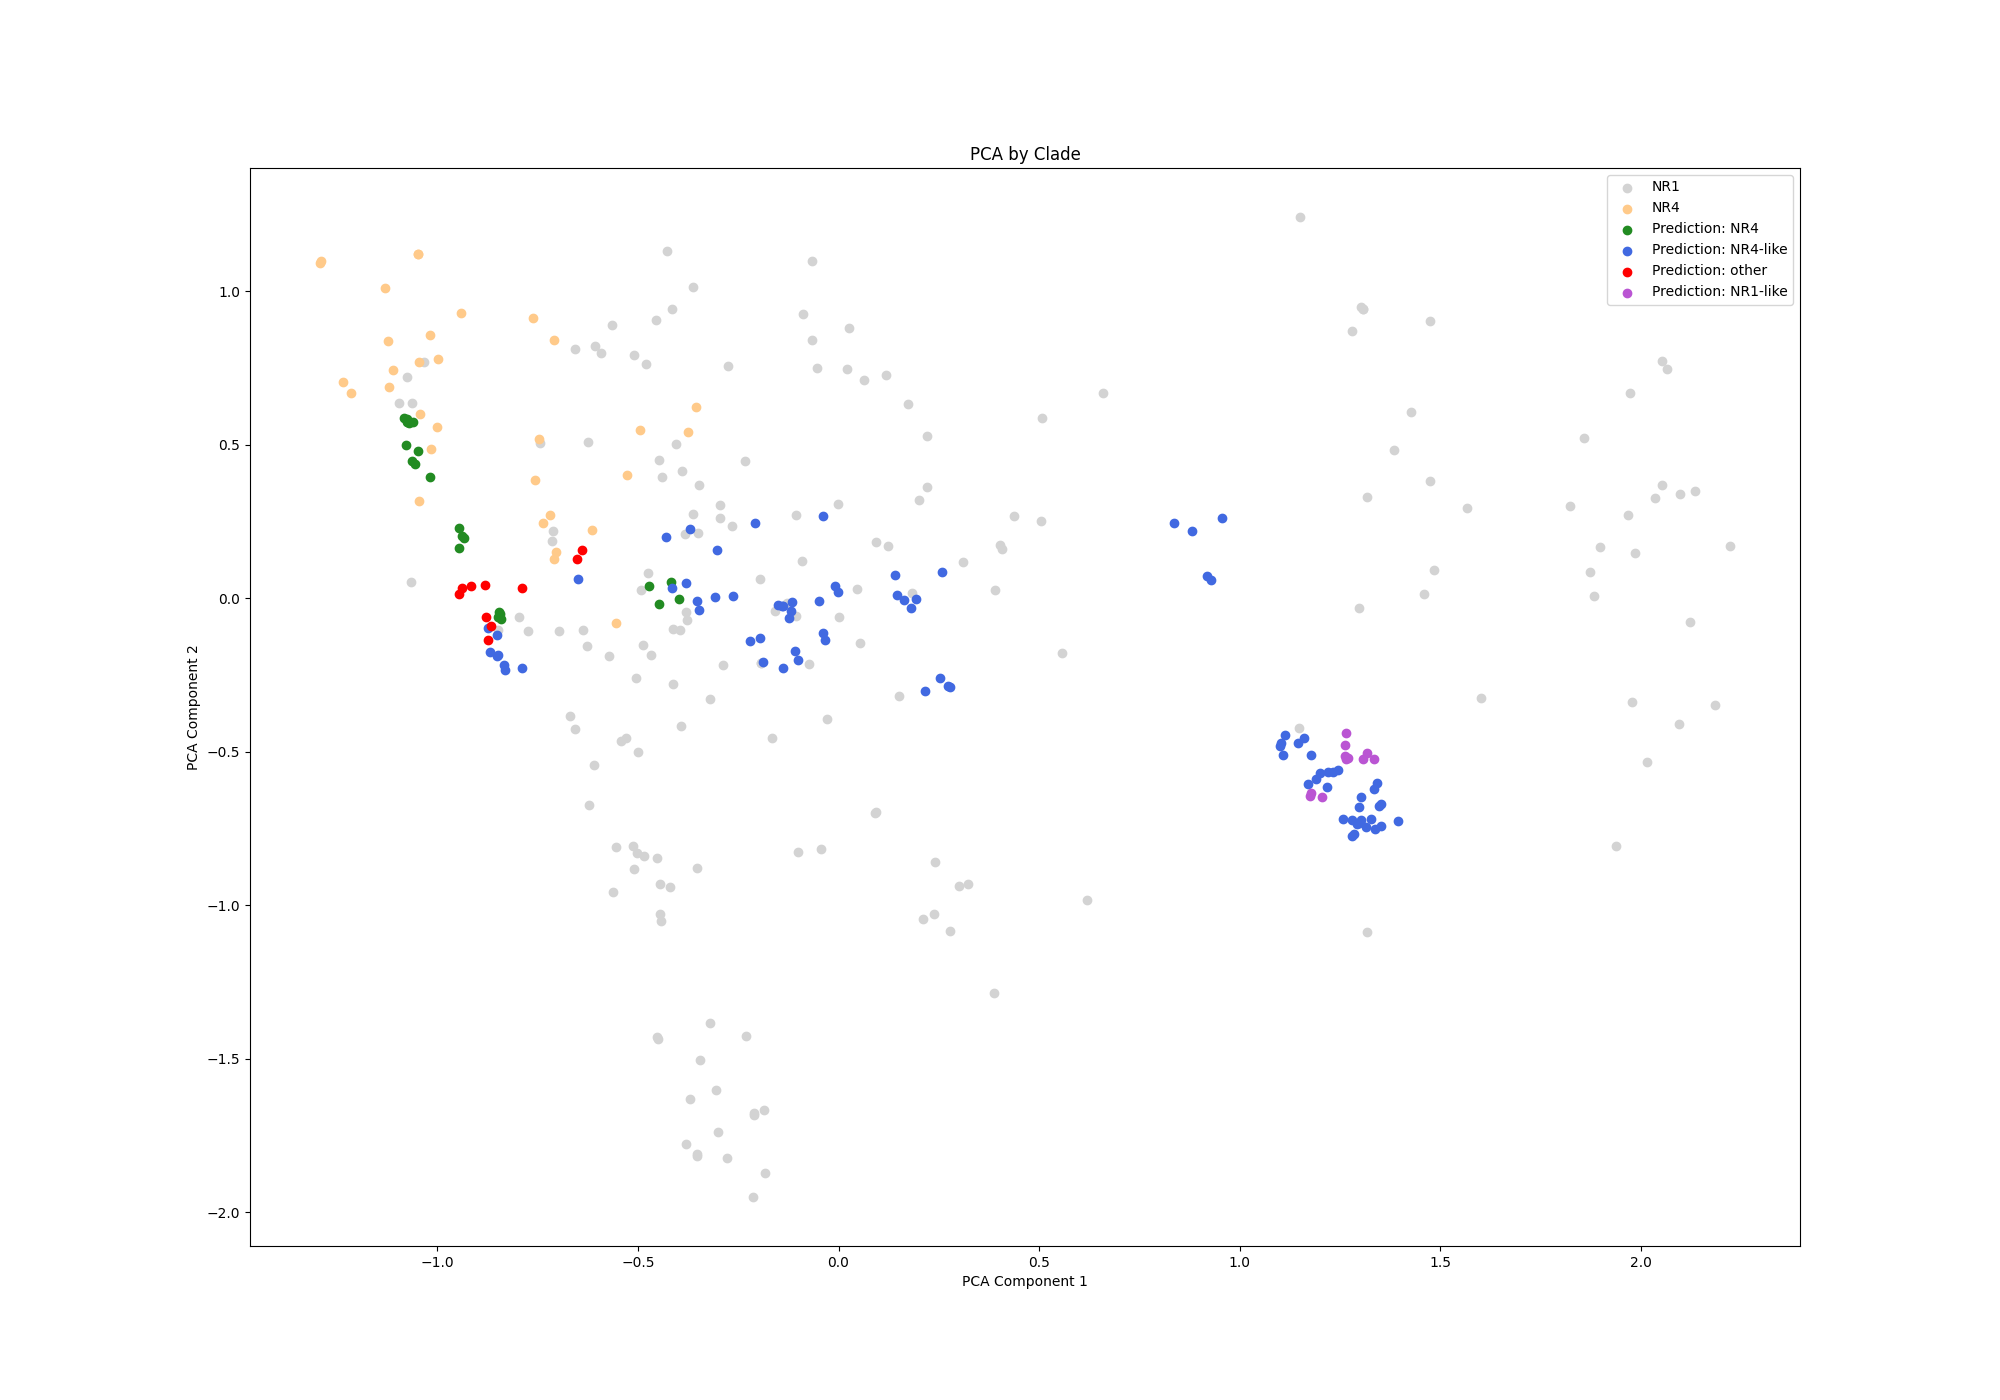 PCA by Clade
NR1
NR4
Prediction: NR4
Prediction: NR4-like
Prediction: other
Prediction: NR1-like
PCA Component 2
1.0
0.5
0.0
−0.5
−1.0
−1.5
−2.0
−1.0 −0.5 0.0 0.5 1.0 1.5 2.0
PCA Component 1